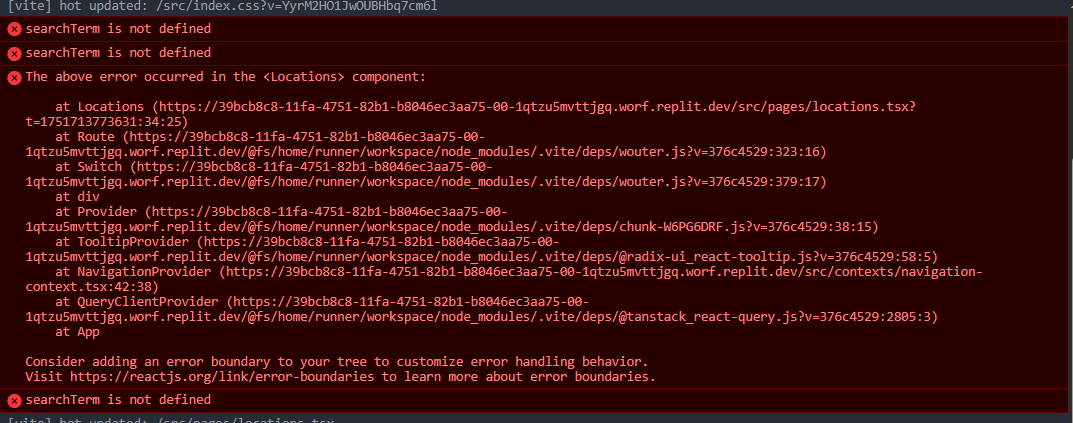 [vite] hot updated: /src/index.css?v=YyrM2HO1JwOUBHbq7cm6l
searchTerm is not defined
searchTerm is not defined
The above error occurred in the <Locations> component:
at Locations (https://39bcb8c8-11fa-4751-82b1-b8046ec3aa75-00-1qtzu5mvttjgq.worf.replit.dev/src/pages/locations.tsx?
t=1751713773631:34:25)
at Route (https://39bcb8c8-11fa-4751-82b1-b8046ec3aa75-00-
1qtzu5mvttjgq.worf.replit.dev/@fs/home/runner/workspace/node_modules/.vite/deps/wouter.js?v=376c4529:323:16)
at Switch (https://39bcb8c8-11fa-4751-82b1-b8046ec3aa75-00-
1qtzu5mvttjgq.worf.replit.dev/@fs/home/runner/workspace/node_modules/.vite/deps/wouter.js?v=376c4529:379:17)
at div
at Provider (https://39bcb8c8-11fa-4751-82b1-b8046ec3aa75-00-
1qtzu5mvttjgq.worf.replit.dev/@fs/home/runner/workspace/node_modules/.vite/deps/chunk-W6PG6DRF.js?v=376c4529:38:15)
at TooltipProvider (https://39bcb8c8-11fa-4751-82b1-b8046ec3aa75-00-
1qtzu5mvttjgq.worf.replit.dev/@fs/home/runner/workspace/node_modules/.vite/deps/@radix-ui_react-tooltip.js?v=376c4529:58:5)
at NavigationProvider (https://39bcb8c8-11fa-4751-82b1-b8046ec3aa75-00-1qtzu5mvttjgq.worf.replit.dev/src/contexts/navigation-
context.tsx:42:38)
at QueryClientProvider (https://39bcb8c8-11fa-4751-82b1-b8046ec3aa75-00-
1qtzu5mvttjgq.worf.replit.dev/@fs/home/runner/workspace/node_modules/.vite/deps/@tanstack_react-query.js?v=376c4529:2805:3)
at App
Consider adding an error boundary to your tree to customize error handling behavior.
Visit https://reactjs.org/link/error-boundaries to learn more about error boundaries.
searchTerm is not defined
[vite] hot updated: /src/pages/locations.tsx